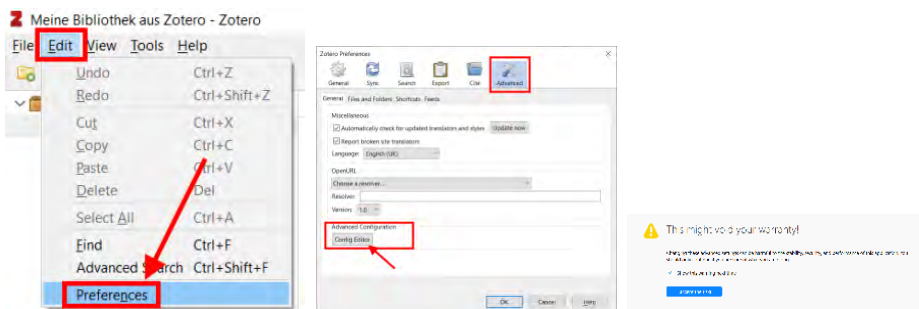 Meine Bibliothek aus Zotero - Zotero
File Edit View Tools Help
Undo Ctrl+Z
Redo Ctrl+Shift+Z
Cut Ctrl+X
Copy Ctrl+C
Paste Ctrl+V
Delete Del
Select All Ctrl+A
Find Ctrl+F
Advanced Search Ctrl+Shift+F
Preferences
Zotero Preferences
General Sync Search Export Cite Advanced
General Files and Folders Shortcuts Feeds
Miscellaneous
Automatically check for updated translators and styles Update now
Report broken site translators
Language: English (UK)
OpenURL
Choose a resolver...
Resolver:
Version: 1.0
Advanced Configuration
Config Editor
OK Cancel Help
This might void your warranty!